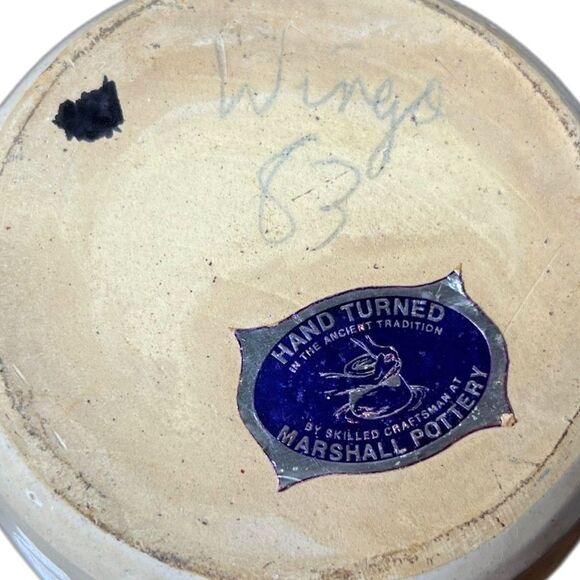 Wingo
83
HAND TURNED
IN THE ANCIENT TRADITION
BY SKILLED CRAFTSMAN AT
MARSHALL POTTERY